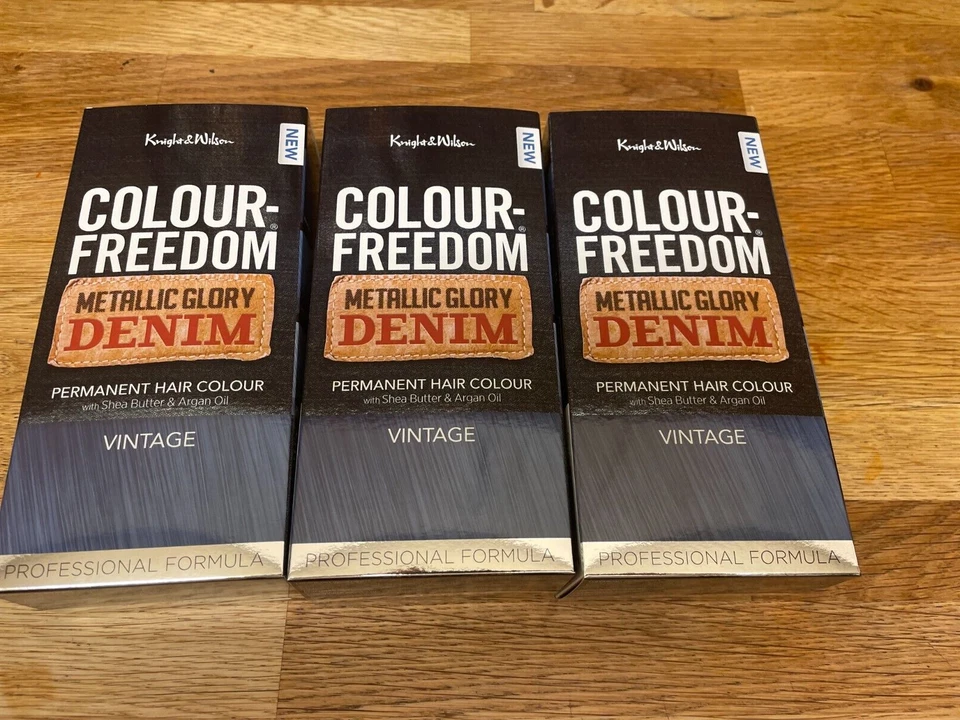 Knight & Wilson
NEW
COLOUR-
FREEDOM®
METALLIC GLORY
DENIM
PERMANENT HAIR COLOUR
with Shea Butter & Argan Oil
VINTAGE
PROFESSIONAL FORMULA
Knight & Wilson
NEW
COLOUR-
FREEDOM®
METALLIC GLORY
DENIM
PERMANENT HAIR COLOUR
with Shea Butter & Argan Oil
VINTAGE
PROFESSIONAL FORMULA
Knight & Wilson
NEW
COLOUR-
FREEDOM®
METALLIC GLORY
DENIM
PERMANENT HAIR COLOUR
with Shea Butter & Argan Oil
VINTAGE
PROFESSIONAL FORMULA